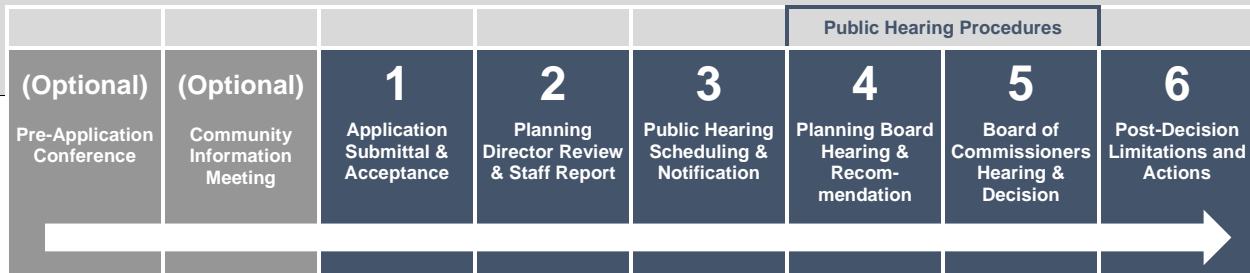 Public Hearing Procedures
(Optional)
Pre-Application
Conference
(Optional)
Community
Information
Meeting
1
Application
Submittal &
Acceptance
2
Planning
Director Review
& Staff Report
3
Public Hearing
Scheduling &
Notification
4
Planning Board
Hearing &
Recom-
mendation
5
Board of
Commissioners
Hearing &
Decision
6
Post-Decision
Limitations and
Actions